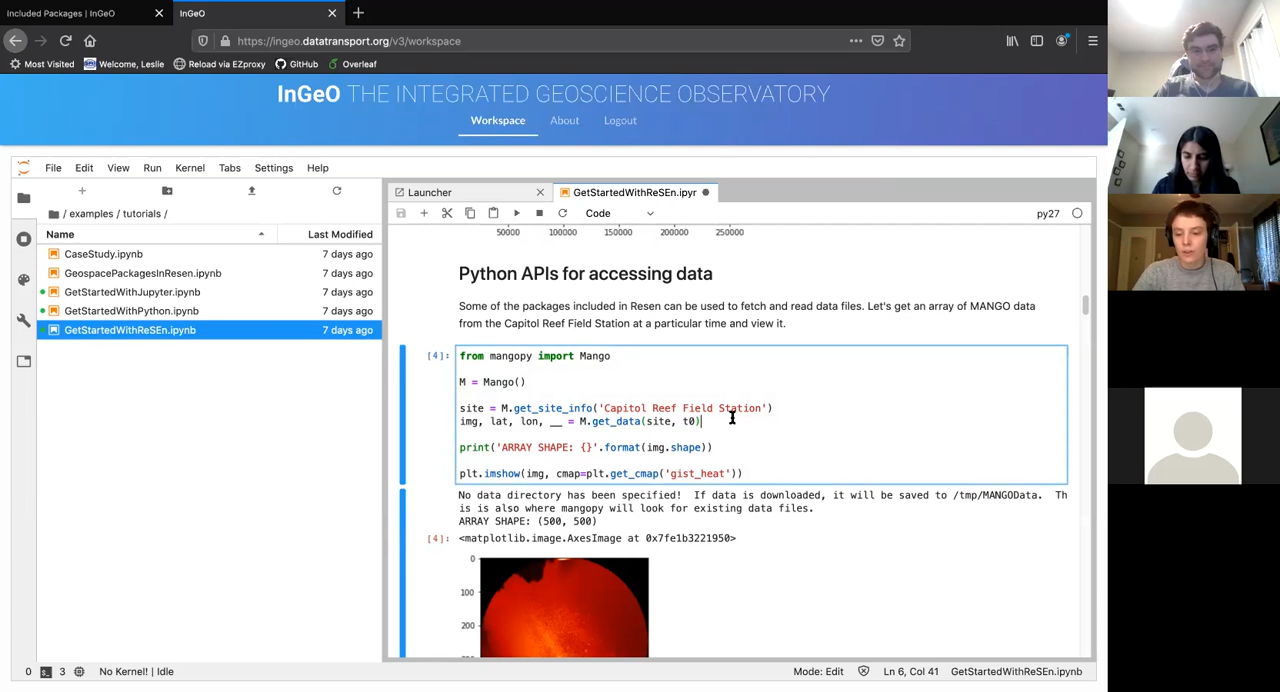 Included Packages | InGeO
InGeO
https://ingeo.datatransport.org/v3/workspace
Most Visited
Welcome, Leslie
Reload via EZproxy
GitHub
Overleaf
InGeO THE INTEGRATED GEOSCIENCE OBSERVATORY
Workspace About Logout
File Edit View Run Kernel Tabs Settings Help
/ examples / tutorials /
Name Last Modified
CaseStudy.ipynb 7 days ago
GeospacePackagesInResen.ipynb 7 days ago
GetStartedWithJupyter.ipynb 7 days ago
GetStartedWithPython.ipynb 7 days ago
GetStartedWithReSEn.ipynb 7 days ago
Launcher
GetStartedWithReSEn.ipyr
Code
py27
50000 100000 150000 200000 250000
Python APIs for accessing data
Some of the packages included in Resen can be used to fetch and read data files. Let's get an array of MANGO data
from the Capitol Reef Field Station at a particular time and view it.
[4]:
from mangopy import Mango
M = Mango()
site = M.get_site_info('Capitol Reef Field Station')
img, lat, lon, __ = M.get_data(site, t0)
print('ARRAY SHAPE: {}'.format(img.shape))
plt.imshow(img, cmap=plt.get_cmap('gist_heat'))
No data directory has been specified!  If data is downloaded, it will be saved to /tmp/MANGOData.  Th
is is also where mangopy will look for existing data files.
ARRAY SHAPE: (500, 500)
[4]: <matplotlib.image.AxesImage at 0x7fe1b3221950>
0
100
200
0 3 No Kernel! | Idle
Mode: Edit Ln 6, Col 41 GetStartedWithReSEn.ipynb